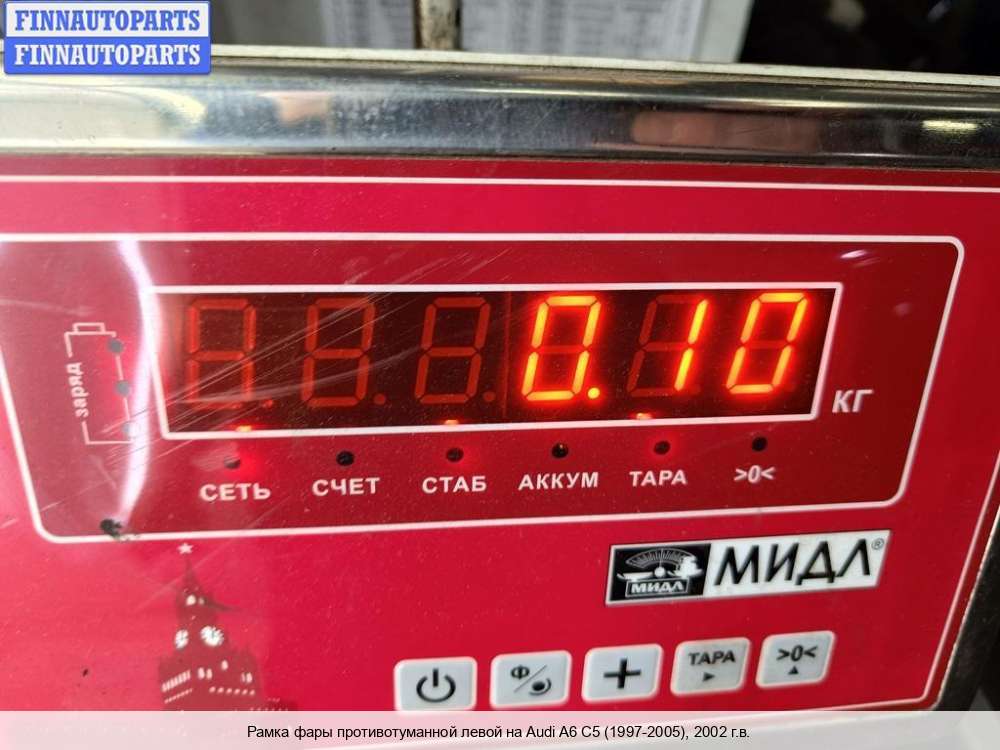 FINNAUTOPARTS
FINNAUTOPARTS
заряд
0.10
КГ
СЕТЬ СЧЕТ СТАБ АККУМ ТАРА >0<
МИДЛ
МИДЛ®
Ф ТАРА >0<
Рамка фары противотуманной левой на Audi A6 C5 (1997-2005), 2002 г.в.